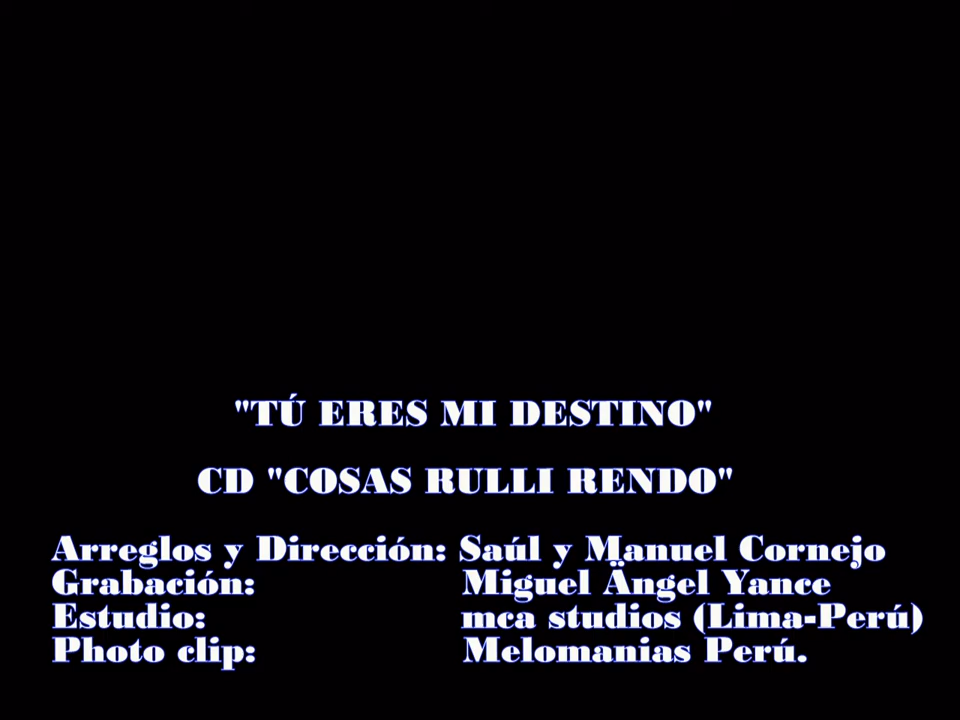 "TÚ ERES MI DESTINO"
CD "COSAS RULLI RENDO"
Arreglos y Dirección: Saúl y Manuel Cornejo
Grabación: Miguel Ängel Yance
Estudio: mca studios (Lima-Perú)
Photo clip: Melomanias Perú.